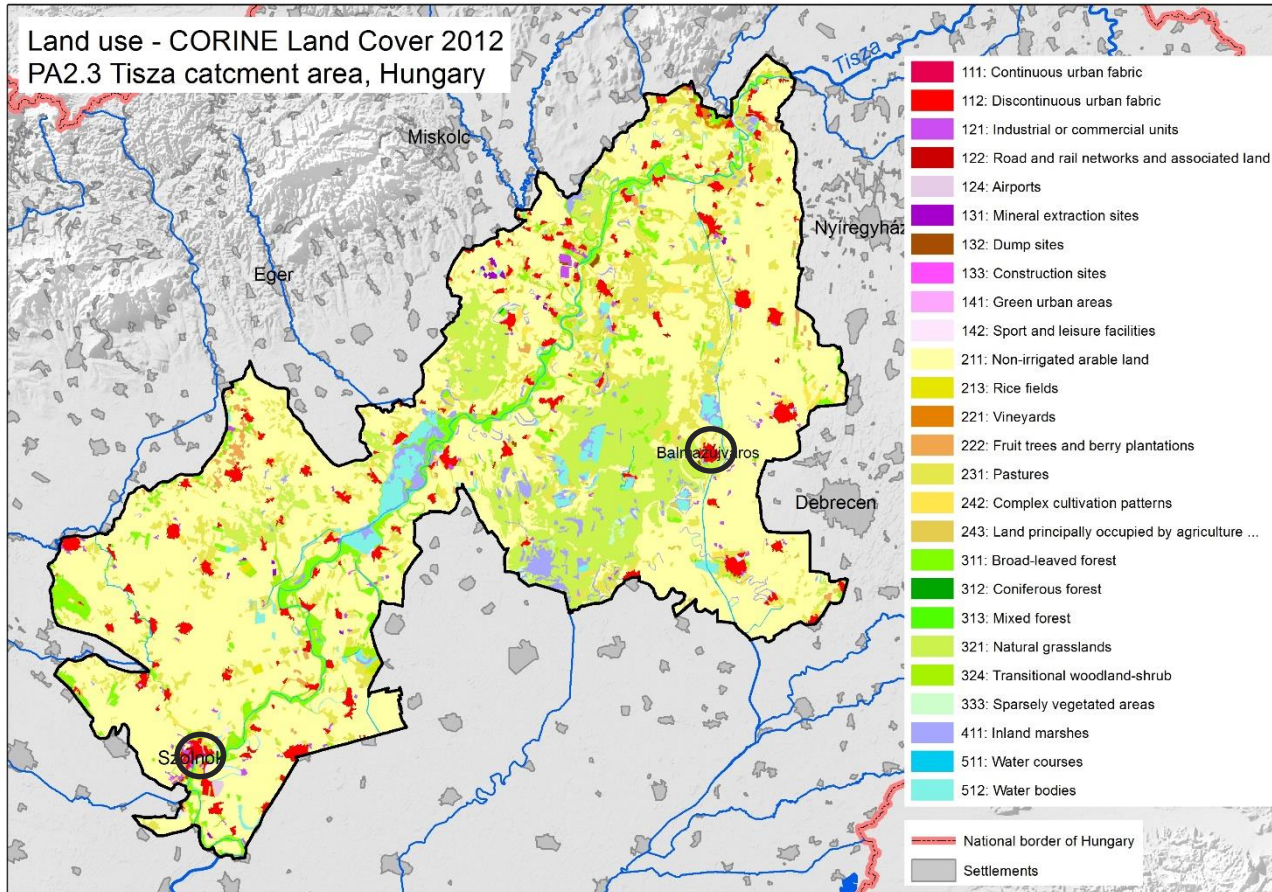 Land use - CORINE Land Cover 2012
PA2.3 Tisza catcment area, Hungary
Tisza
Miskolc
Nyíregyház
Eger
Balmazújváros
Debrecen
Szolnok
111: Continuous urban fabric
112: Discontinuous urban fabric
121: Industrial or commercial units
122: Road and rail networks and associated land
124: Airports
131: Mineral extraction sites
132: Dump sites
133: Construction sites
141: Green urban areas
142: Sport and leisure facilities
211: Non-irrigated arable land
213: Rice fields
221: Vineyards
222: Fruit trees and berry plantations
231: Pastures
242: Complex cultivation patterns
243: Land principally occupied by agriculture ...
311: Broad-leaved forest
312: Coniferous forest
313: Mixed forest
321: Natural grasslands
324: Transitional woodland-shrub
333: Sparsely vegetated areas
411: Inland marshes
511: Water courses
512: Water bodies
National border of Hungary
Settlements